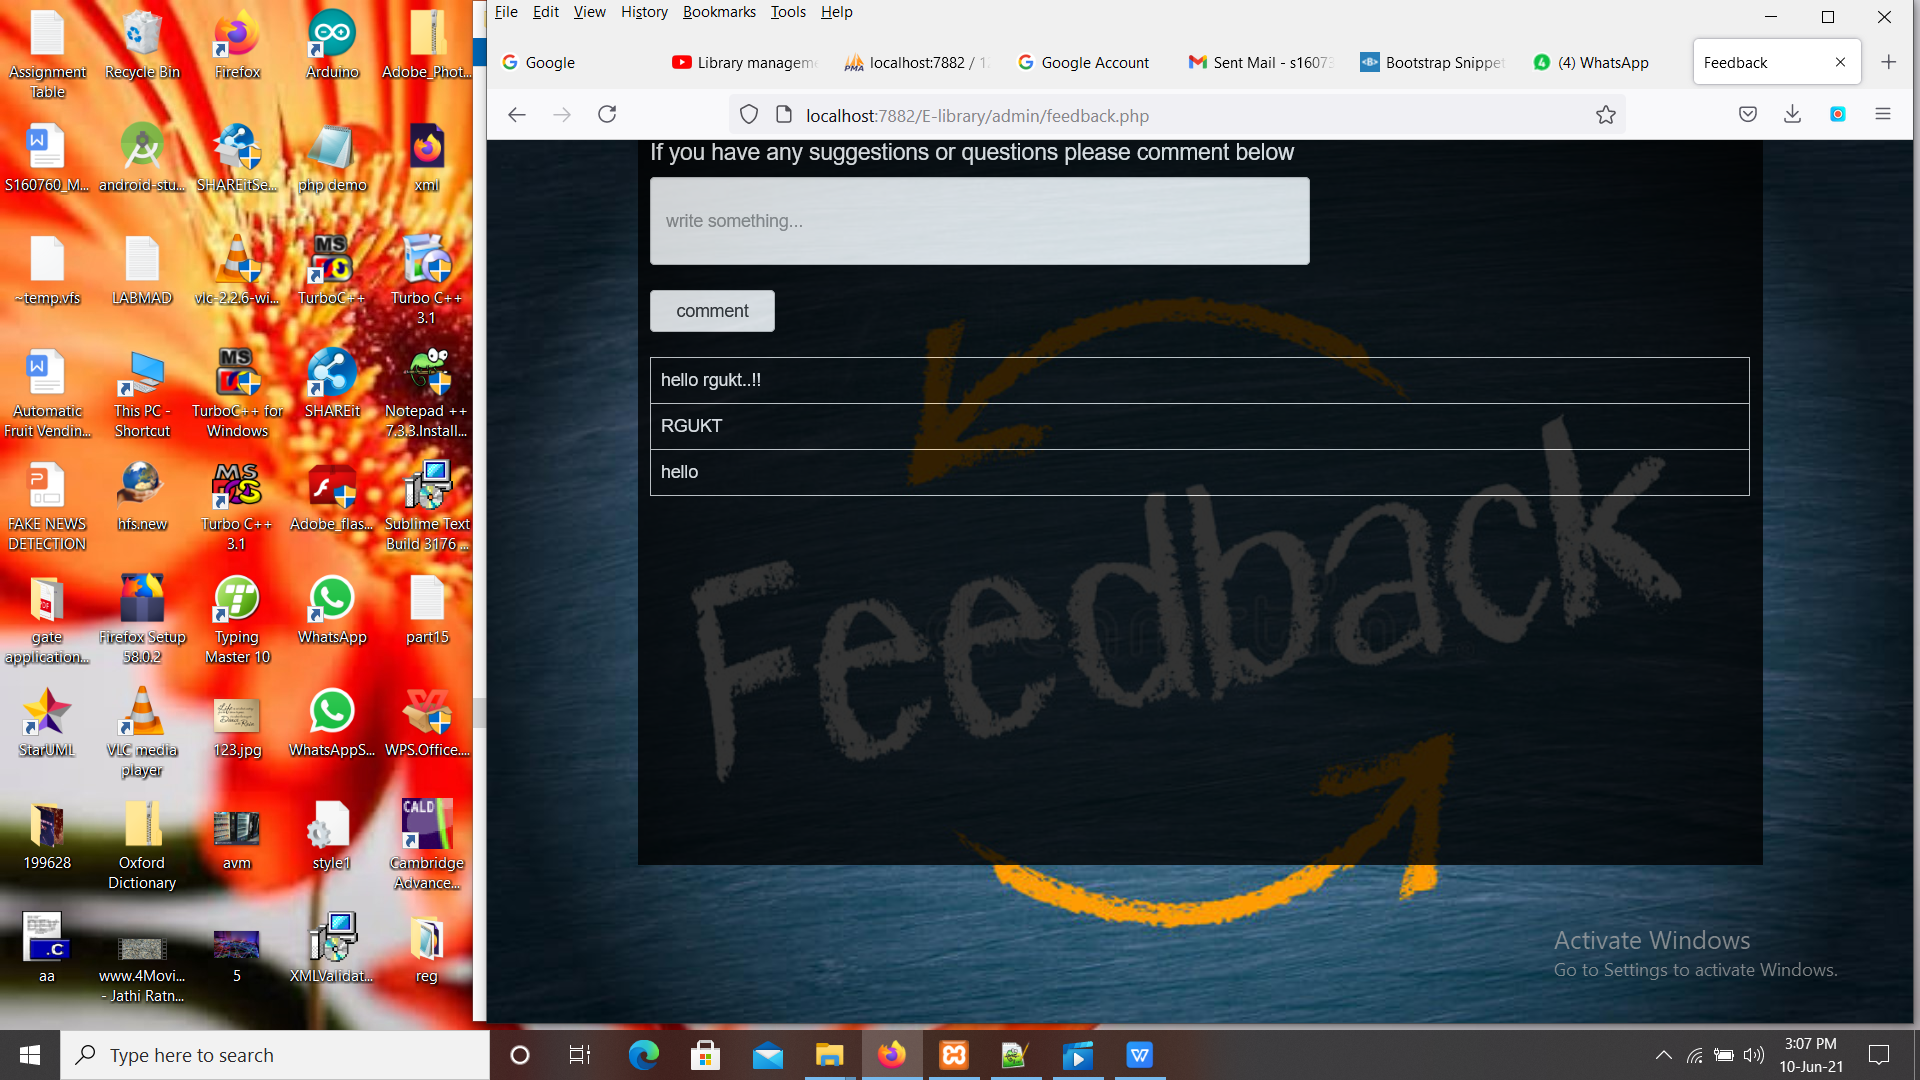 Assignment
Table
Recycle Bin
Firefox
Arduino
Adobe_Phot...
S160760_M...
android-stu...
SHAREitSe...
php demo
xml
~temp.vfs
LABMAD
vlc-2.2.6-wi...
TurboC++
Turbo C++
3.1
Automatic
Fruit Vendin...
This PC -
Shortcut
TurboC++ for
Windows
SHAREit
Notepad ++
7.3.3.Install...
FAKE NEWS
DETECTION
hfs.new
Turbo C++
3.1
Adobe_flas...
Sublime Text
Build 3176 ...
gate
application...
Firefox Setup
58.0.2
Typing
Master 10
WhatsApp
part15
StarUML
VLC media
player
123.jpg
WhatsAppS...
WPS.Office....
199628
Oxford
Dictionary
avm
style1
CALD
Cambridge
Advance...
aa
www.4Movi...
- Jathi Ratn...
5
XMLValidat...
reg
File Edit View History Bookmarks Tools Help
Google
Library managem
localhost:7882 / 1
Google Account
Sent Mail - s1607
Bootstrap Snippet
(4) WhatsApp
Feedback
localhost:7882/E-library/admin/feedback.php
If you have any suggestions or questions please comment below
write something...
comment
hello rgukt..!!
RGUKT
hello
Feedback
Activate Windows
Go to Settings to activate Windows.
Type here to search
3:07 PM
10-Jun-21